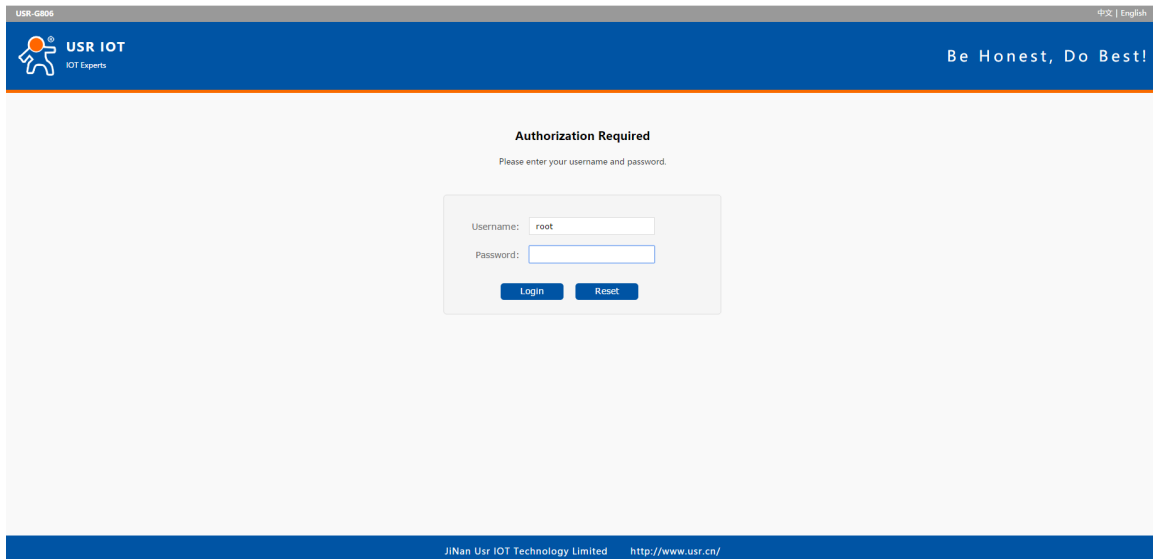 USR-G806 中文 | English
USR IOT
IOT Experts
Be Honest, Do Best!
Authorization Required
Please enter your username and password.
Username: root
Password:
Login Reset
JiNan Usr IOT Technology Limited http://www.usr.cn/